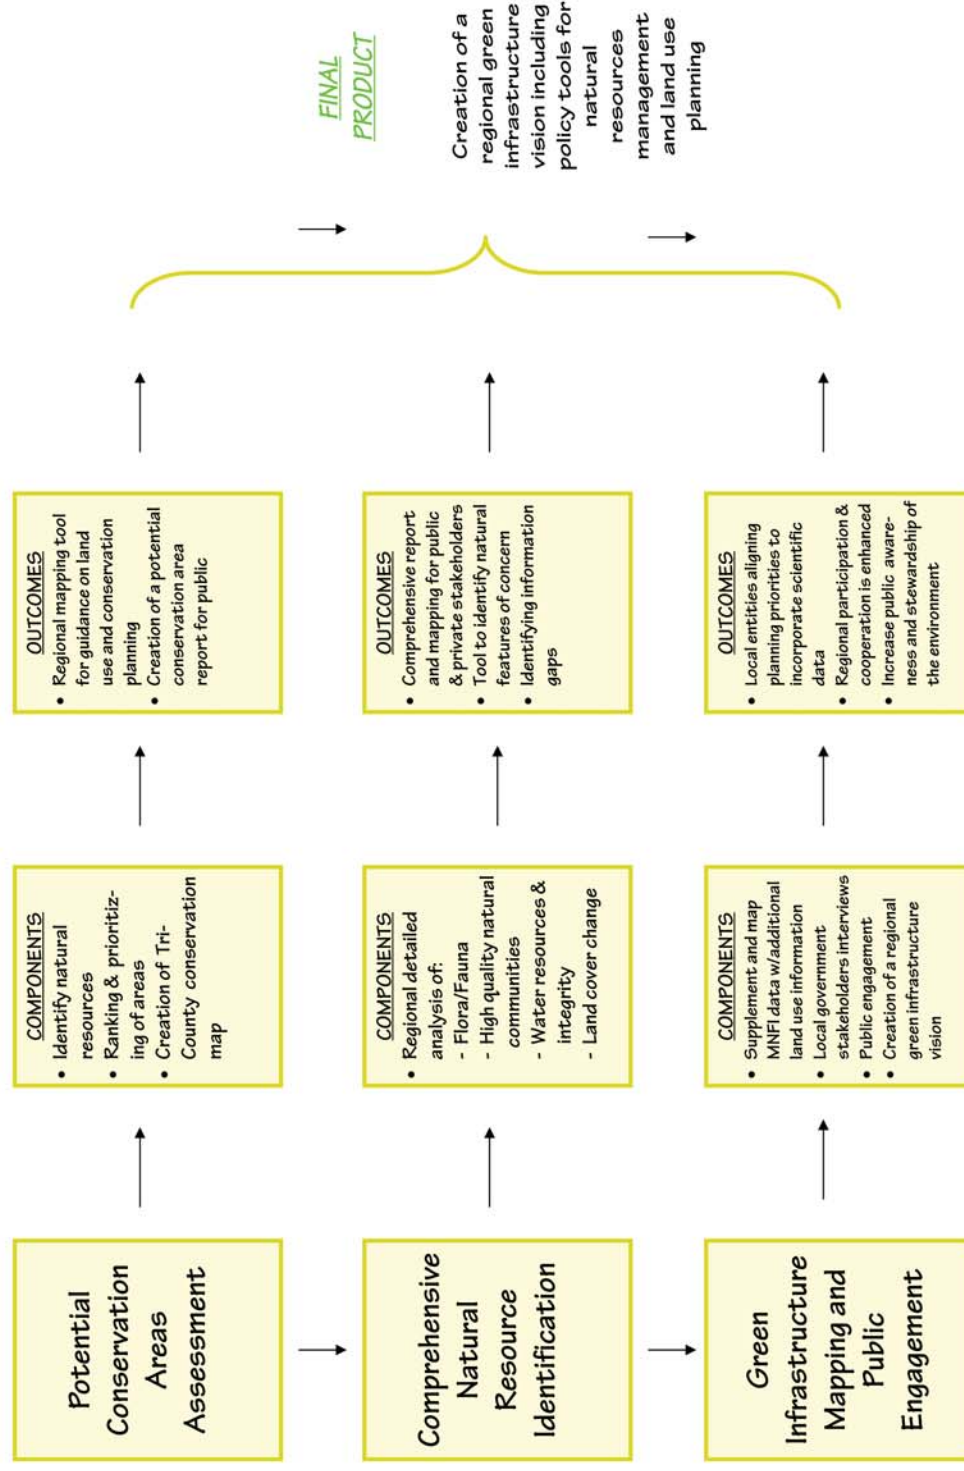 Potential
Conservation
Areas
Assessment
COMPONENTS
• Identify natural
resources
• Ranking & prioritiz-
ing of areas
• Creation of Tri-
County conservation
map
OUTCOMES
• Regional mapping tool
for guidance on land
use and conservation
planning
• Creation of a potential
conservation area
report for public
Comprehensive
Natural
Resource
Identification
COMPONENTS
• Regional detailed
analysis of:
- Flora/Fauna
- High quality natural
communities
- Water resources &
integrity
- Land cover change
OUTCOMES
• Comprehensive report
and mapping for public
& private stakeholders
• Tool to identify natural
features of concern
• Identifying information
gaps
Green
Infrastructure
Mapping and
Public
Engagement
COMPONENTS
• Supplement and map
MNFI data w/additional
land use information
• Local government
stakeholders interviews
• Public engagement
• Creation of a regional
green infrastructure
vision
OUTCOMES
• Local entities aligning
planning priorities to
incorporate scientific
data
• Regional participation &
cooperation is enhanced
• Increase public aware-
ness and stewardship of
the environment
FINAL
PRODUCT
Creation of a
regional green
infrastructure
vision including
policy tools for
natural
resources
management
and land use
planning